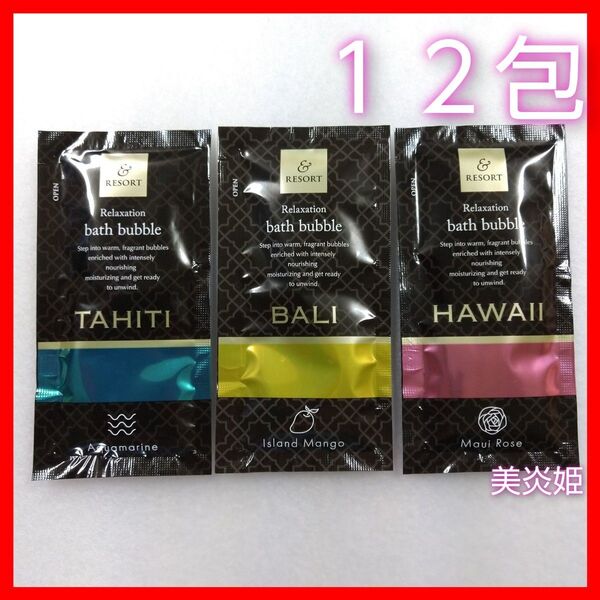 １２包
OPEN
&
RESORT
Relaxation
bath bubble
Step into warm, fragrant bubbles
enriched with intensely
nourishing
moisturizing and get ready
to unwind.
TAHITI
Aquamarine
OPEN
&
RESORT
Relaxation
bath bubble
Step into warm, fragrant bubbles
enriched with intensely
nourishing
moisturizing and get ready
to unwind.
BALI
Island Mango
OPEN
&
RESORT
Relaxation
bath bubble
Step into warm, fragrant bubbles
enriched with intensely
nourishing
moisturizing and get ready
to unwind.
HAWAII
Maui Rose
美炎姫